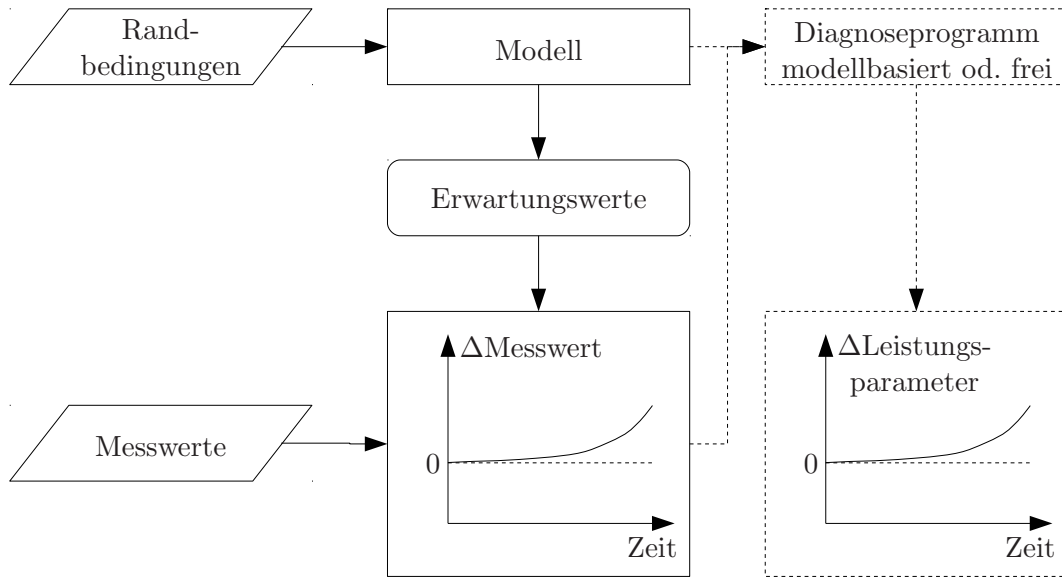 Rand-
bedingungen
Modell
Diagnoseprogramm
modellbasiert od. frei
Erwartungswerte
Messwerte
ΔMesswert
0
Zeit
ΔLeistungs-
parameter
0
Zeit